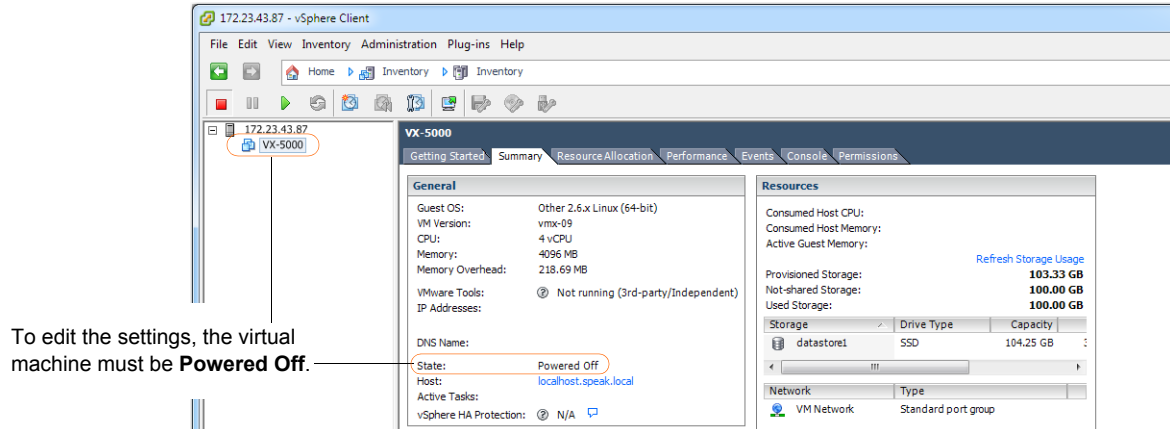 172.23.43.87 - vSphere Client
File Edit View Inventory Administration Plug-ins Help
Home Inventory Inventory
172.23.43.87
VX-5000
VX-5000
Getting Started Summary Resource Allocation Performance Events Console Permissions
General
Guest OS: Other 2.6.x Linux (64-bit)
VM Version: vmx-09
CPU: 4 vCPU
Memory: 4096 MB
Memory Overhead: 218.69 MB
VMware Tools: Not running (3rd-party/Independent)
IP Addresses:
DNS Name:
State: Powered Off
Host: localhost.speak.local
Active Tasks:
vSphere HA Protection: N/A
Resources
Consumed Host CPU:
Consumed Host Memory:
Active Guest Memory:
Refresh Storage Usage
Provisioned Storage: 103.33 GB
Not-shared Storage: 100.00 GB
Used Storage: 100.00 GB
Storage Drive Type Capacity
datastore1 SSD 104.25 GB
Network Type
VM Network Standard port group
To edit the settings, the virtual
machine must be Powered Off.